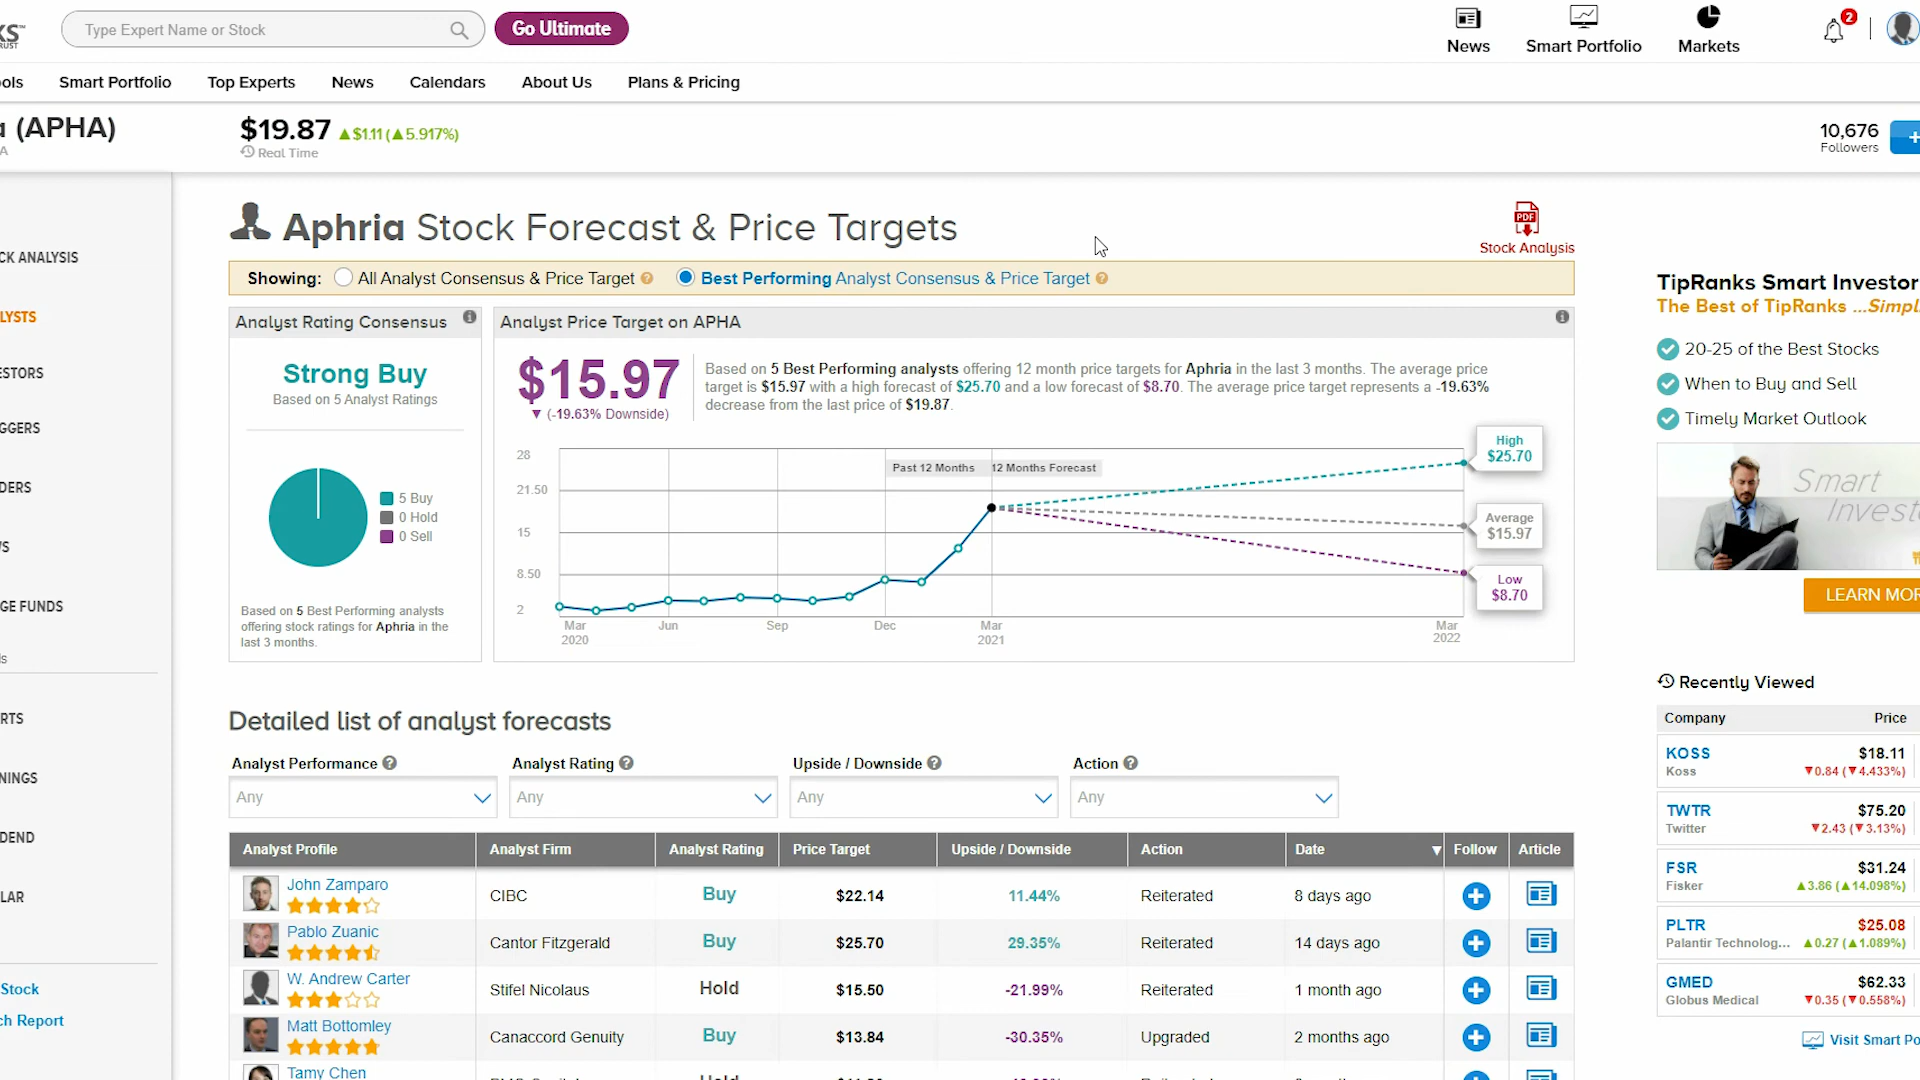 KS™
RUST
Type Expert Name or Stock
Go Ultimate
News
Smart Portfolio
Markets
2
ols
Smart Portfolio
Top Experts
News
Calendars
About Us
Plans & Pricing
a (APHA)
A
$19.87 ▲$1.11 (▲5.917%)
Real Time
10,676
Followers
+
CK ANALYSIS
LYSTS
ESTORS
GGERS
DERS
VS
GE FUNDS
ls
RTS
NINGS
DEND
LAR
Stock
ch Report
Aphria Stock Forecast & Price Targets
PDF
Stock Analysis
Showing: All Analyst Consensus & Price Target ? Best Performing Analyst Consensus & Price Target ?
Analyst Rating Consensus
Strong Buy
Based on 5 Analyst Ratings
5 Buy
0 Hold
0 Sell
Based on 5 Best Performing analysts
offering stock ratings for Aphria in the
last 3 months.
Analyst Price Target on APHA
$15.97
▼ (-19.63% Downside)
Based on 5 Best Performing analysts offering 12 month price targets for Aphria in the last 3 months. The average price
target is $15.97 with a high forecast of $25.70 and a low forecast of $8.70. The average price target represents a -19.63%
decrease from the last price of $19.87.
28
21.50
15
8.50
2
Past 12 Months
12 Months Forecast
High
$25.70
Average
$15.97
Low
$8.70
Mar
2020
Jun
Sep
Dec
Mar
2021
Mar
2022
Detailed list of analyst forecasts
Analyst Performance ?
Analyst Rating ?
Upside / Downside ?
Action ?
Any
Any
Any
Any
Analyst Profile Analyst Firm Analyst Rating Price Target Upside / Downside Action Date ▼ Follow Article
John Zamparo CIBC Buy $22.14 11.44% Reiterated 8 days ago
Pablo Zuanic Cantor Fitzgerald Buy $25.70 29.35% Reiterated 14 days ago
W. Andrew Carter Stifel Nicolaus Hold $15.50 -21.99% Reiterated 1 month ago
Matt Bottomley Canaccord Genuity Buy $13.84 -30.35% Upgraded 2 months ago
Tamy Chen
Hold
TipRanks Smart Investor
The Best of TipRanks ...Simpl
20-25 of the Best Stocks
When to Buy and Sell
Timely Market Outlook
Smart
Invest
LEARN MOR
Recently Viewed
Company Price
KOSS $18.11
Koss ▼0.84 (▼4.433%)
TWTR $75.20
Twitter ▼2.43 (▼3.13%)
FSR $31.24
Fisker ▲3.86 (▲14.098%)
PLTR $25.08
Palantir Technolog... ▲0.27 (▲1.089%)
GMED $62.33
Globus Medical ▼0.35 (▼0.558%)
Visit Smart Po